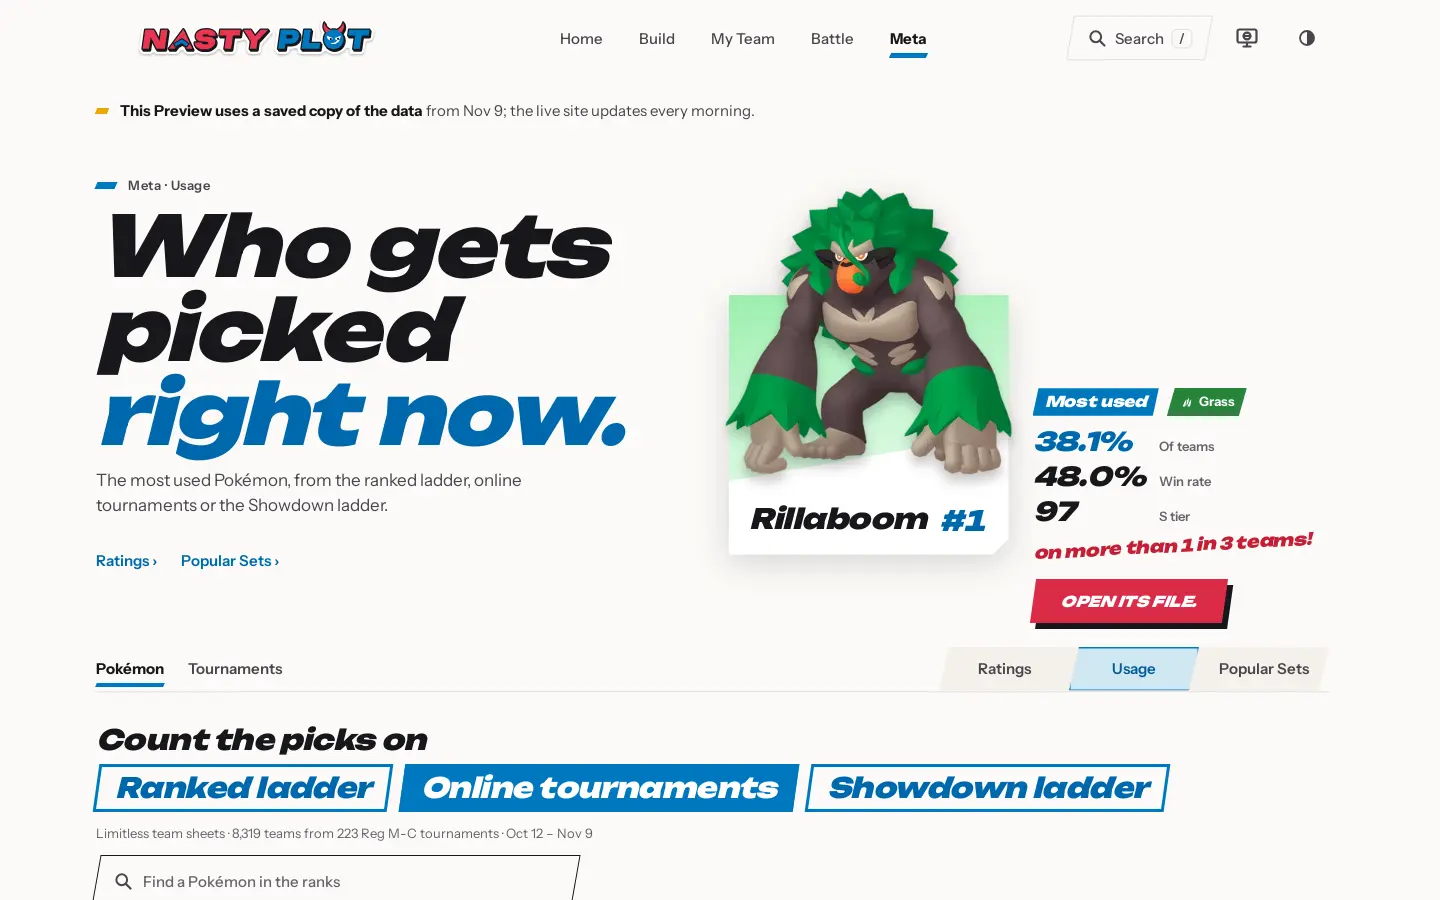 NASTY PLOT
Home
Build
My Team
Battle
Meta
Search /
This Preview uses a saved copy of the data from Nov 9; the live site updates every morning.
Meta · Usage
Who gets
picked
right now.
The most used Pokémon, from the ranked ladder, online
tournaments or the Showdown ladder.
Ratings ›
Popular Sets ›
Rillaboom #1
Most used
Grass
38.1% Of teams
48.0% Win rate
97 S tier
on more than 1 in 3 teams!
OPEN ITS FILE.
Pokémon
Tournaments
Ratings
Usage
Popular Sets
Count the picks on
Ranked ladder
Online tournaments
Showdown ladder
Limitless team sheets · 8,319 teams from 223 Reg M-C tournaments · Oct 12 – Nov 9
Find a Pokémon in the ranks